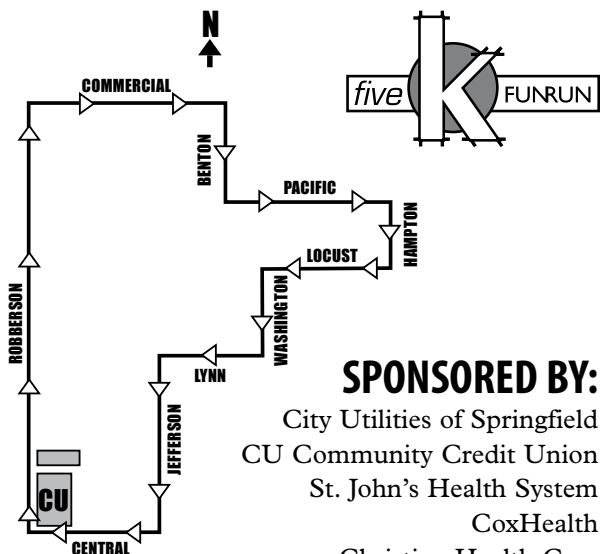 N
COMMERCIAL
five K FUNRUN
BENTON
PACIFIC
HAMPTON
LOCUST
WASHINGTON
ROBBERSON
LYNN
JEFFERSON
CU
CENTRAL
SPONSORED BY:
City Utilities of Springfield
CU Community Credit Union
St. John's Health System
CoxHealth